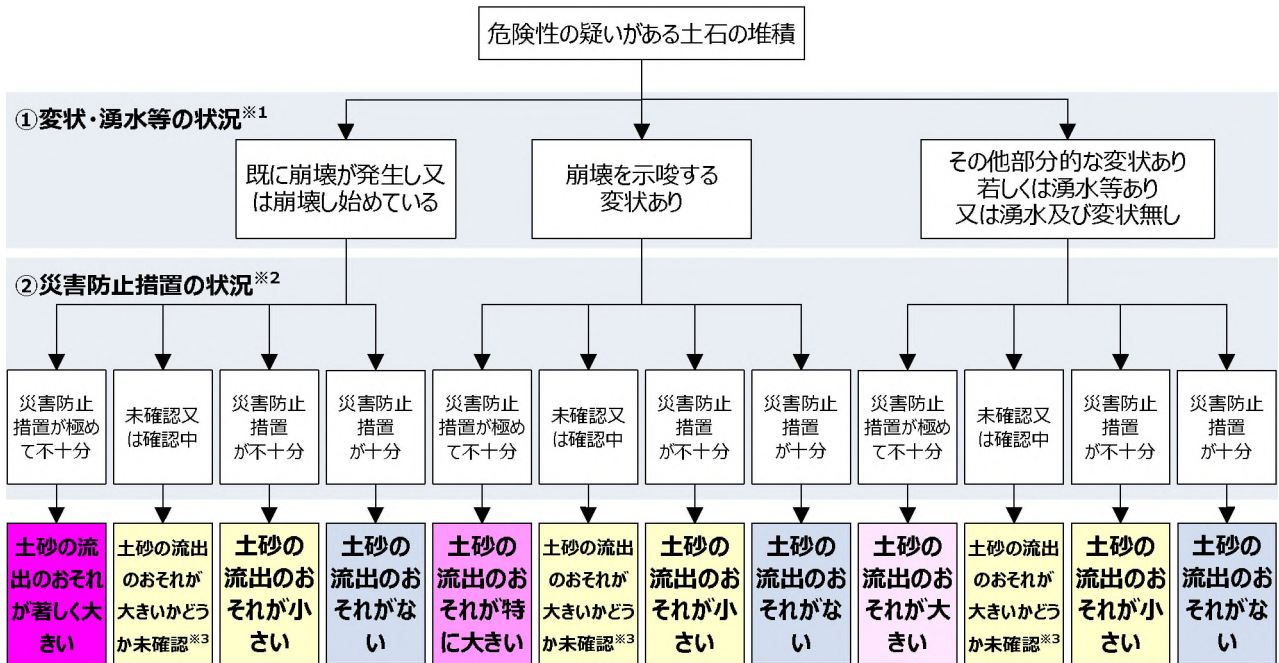 危険性の疑いがある土石の堆積
①変状・湧水等の状況※1
既に崩壊が発生し又
は崩壊し始めている
崩壊を示唆する
変状あり
その他部分的な変状あり
若しくは湧水等あり
又は湧水及び変状無し
②災害防止措置の状況※2
災害防止
措置が極め
て不十分
未確認又
は確認中
災害防止
措置
が不十分
災害防止
措置
が十分
災害防止
措置が極め
て不十分
未確認又
は確認中
災害防止
措置
が不十分
災害防止
措置
が十分
災害防止
措置が極め
て不十分
未確認又
は確認中
災害防止
措置
が不十分
災害防止
措置
が十分
土砂の流
出のおそれ
が著しく大
きい
土砂の流出
のおそれが
大きいかどう
か未確認※3
土砂の
流出のお
それが小
さい
土砂の
流出のお
それがな
い
土砂の
流出のお
それが特
に大きい
土砂の流出
のおそれが
大きいかどう
か未確認※3
土砂の
流出のお
それが小
さい
土砂の
流出のお
それがな
い
土砂の
流出のお
それが大
きい
土砂の流出
のおそれが
大きいかどう
か未確認※3
土砂の
流出のお
それが小
さい
土砂の
流出のお
それがな
い